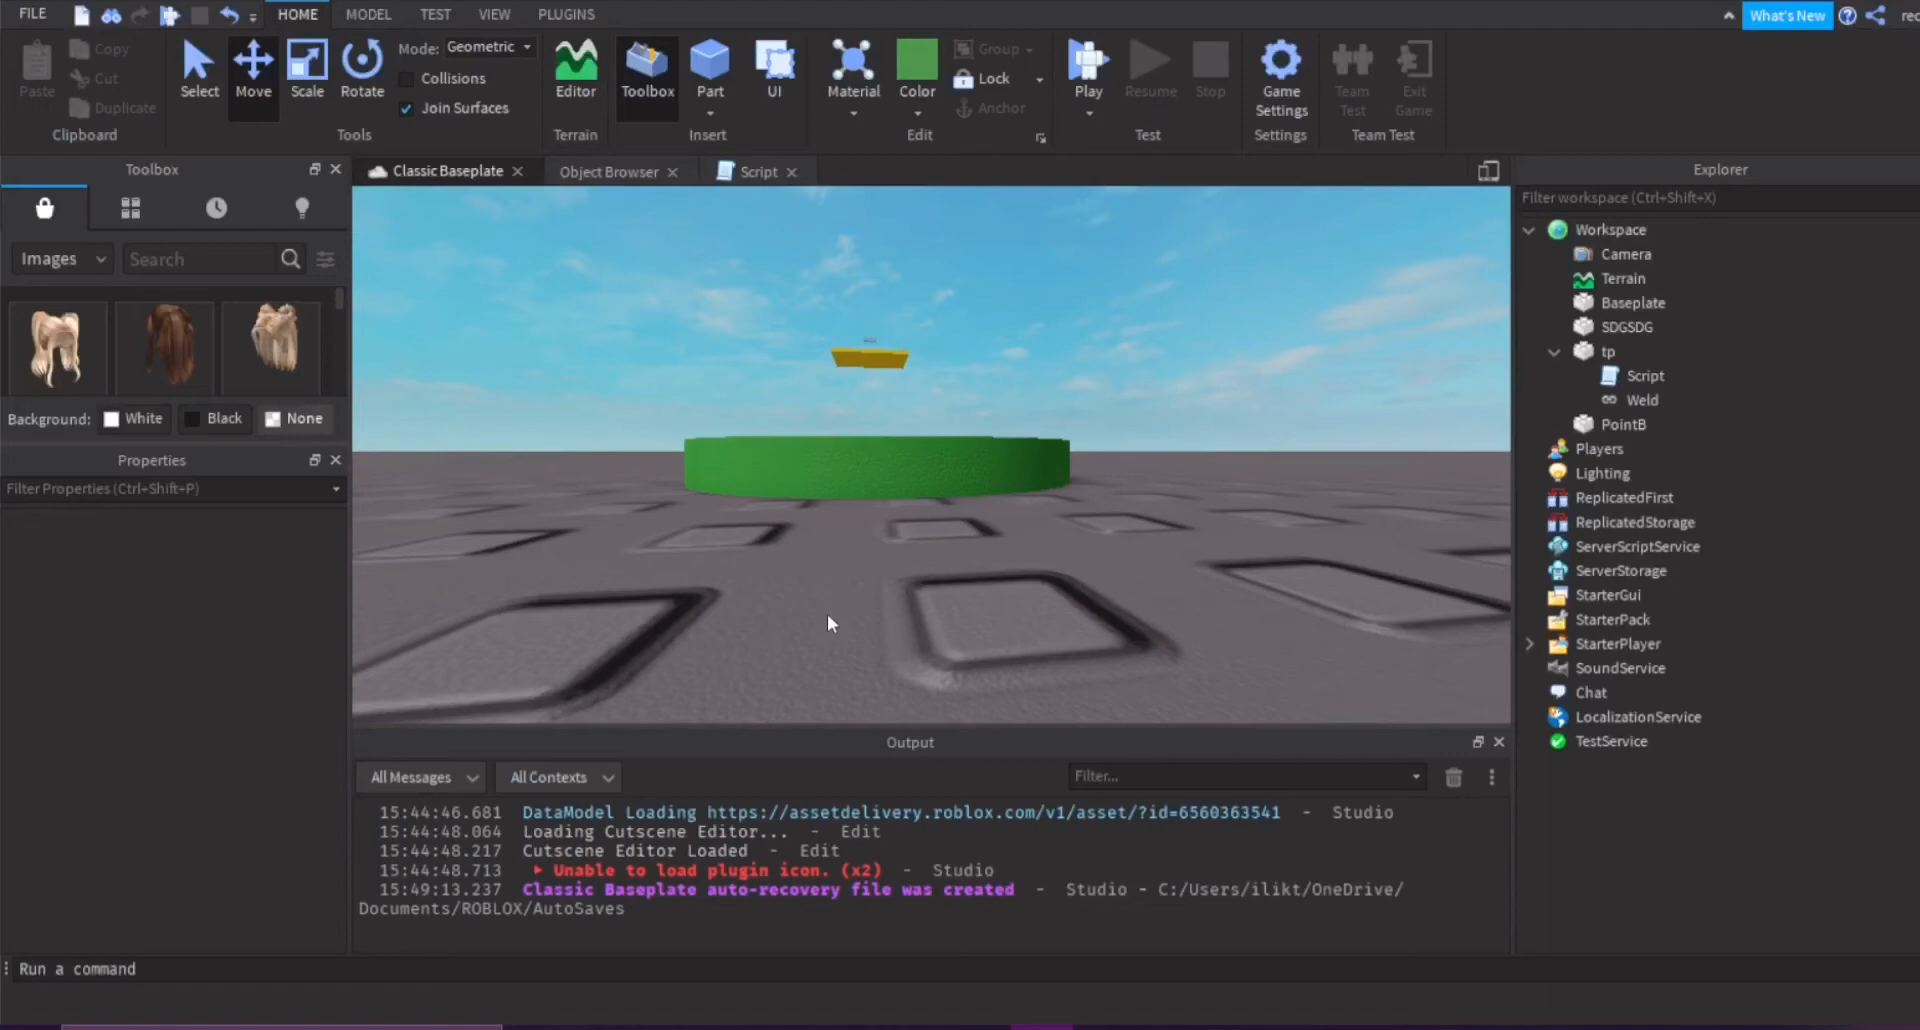 FILE HOME MODEL TEST VIEW PLUGINS What's New
Paste Copy Cut Duplicate
Clipboard
Select Move Scale Rotate
Mode: Geometric
Collisions
Join Surfaces
Tools
Editor
Terrain
Toolbox Part UI
Insert
Material Color
Group
Lock
Anchor
Edit
Play Resume Stop
Test
Game Settings
Settings
Team Test Exit Game
Team Test
Toolbox
Images Search
Background: White Black None
Properties
Filter Properties (Ctrl+Shift+P)
Classic Baseplate Object Browser Script
Output
All Messages All Contexts Filter...
15:44:46.681 DataModel Loading https://assetdelivery.roblox.com/v1/asset/?id=6560363541 - Studio
15:44:48.064 Loading Cutscene Editor... - Edit
15:44:48.217 Cutscene Editor Loaded - Edit
15:44:48.713 Unable to load plugin icon. (x2) - Studio
15:49:13.237 Classic Baseplate auto-recovery file was created - Studio - C:/Users/ilikt/OneDrive/
Documents/ROBLOX/AutoSaves
Explorer
Filter workspace (Ctrl+Shift+X)
Workspace
Camera
Terrain
Baseplate
SDGSDG
tp
Script
Weld
PointB
Players
Lighting
ReplicatedFirst
ReplicatedStorage
ServerScriptService
ServerStorage
StarterGui
StarterPack
StarterPlayer
SoundService
Chat
LocalizationService
TestService
Run a command